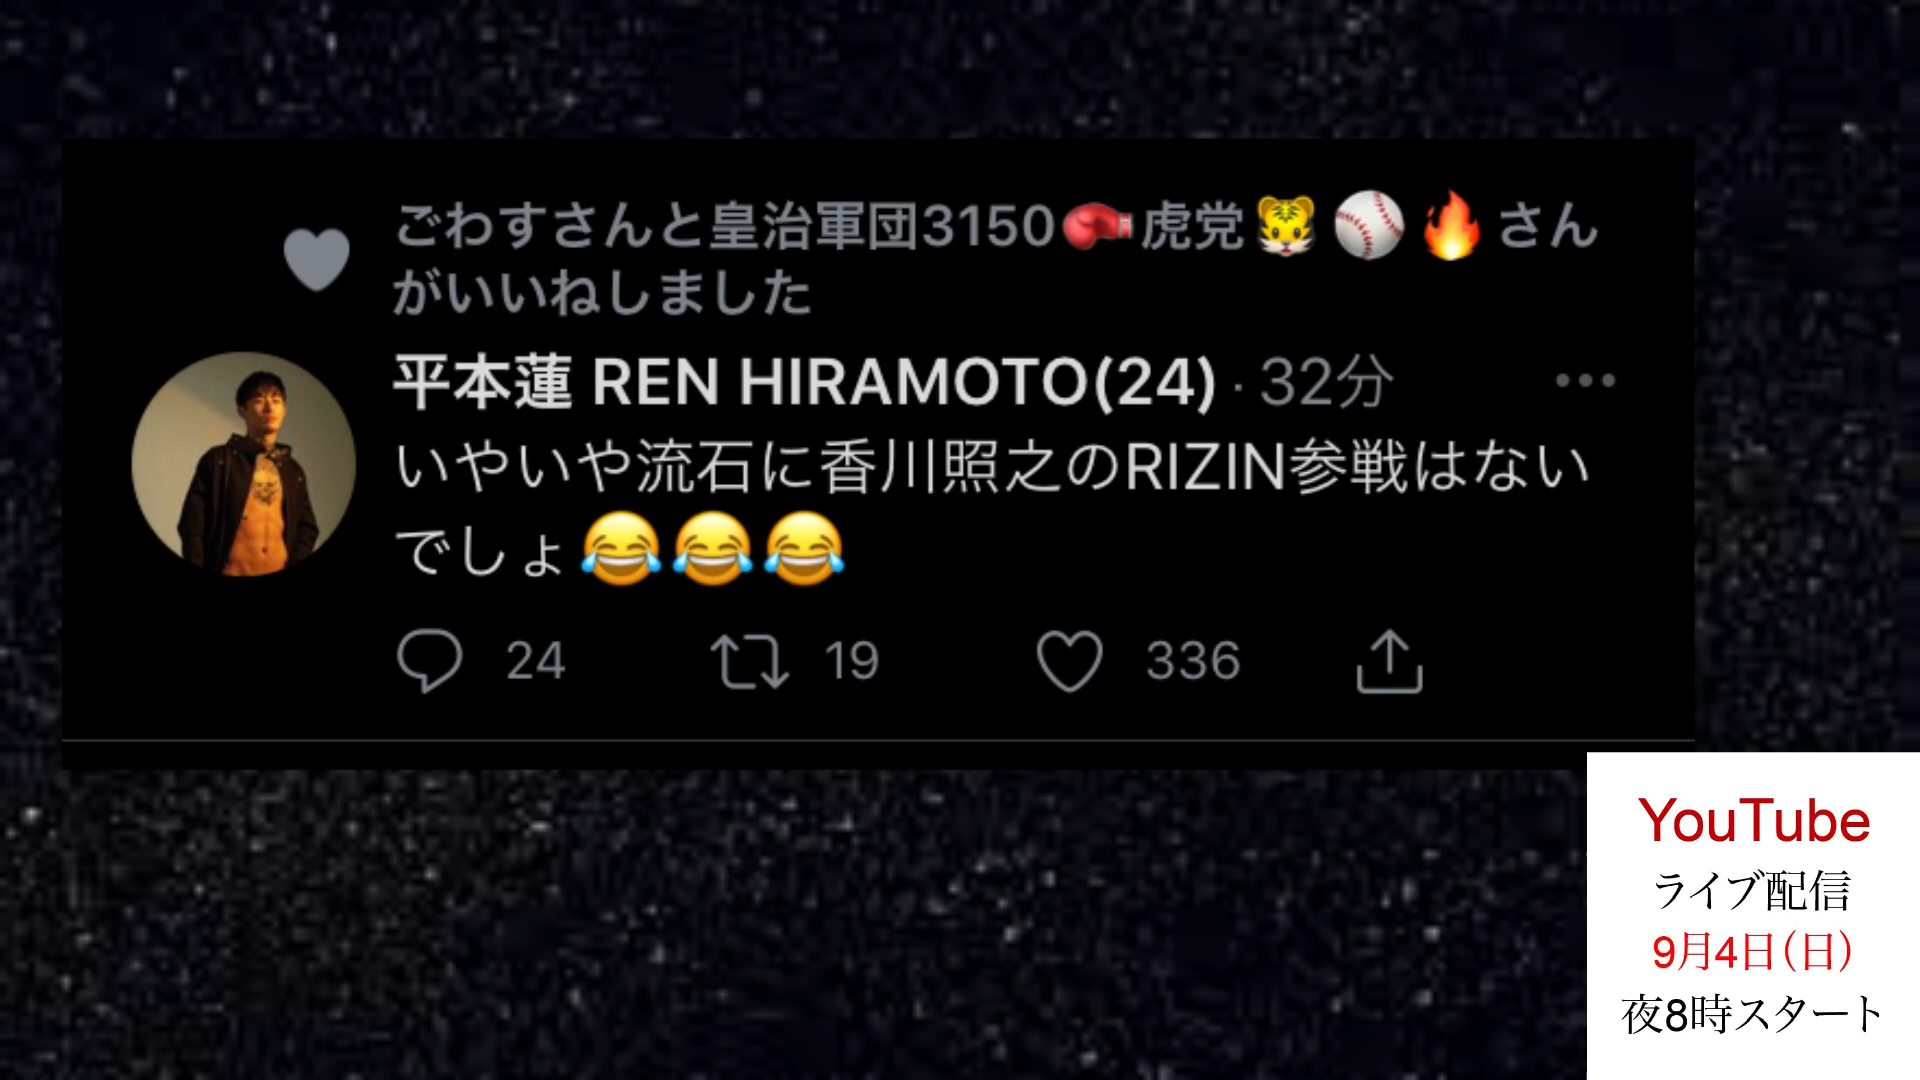 ごわすさんと皇治軍団3150🥊虎党🐯⚾🔥さん
がいいねしました
平本蓮 REN HIRAMOTO(24) · 32分
いやいや流石に香川照之のRIZIN参戦はない
でしょ😂😂😂
24 19 336
YouTube
ライブ配信
9月4日(日)
夜8時スタート